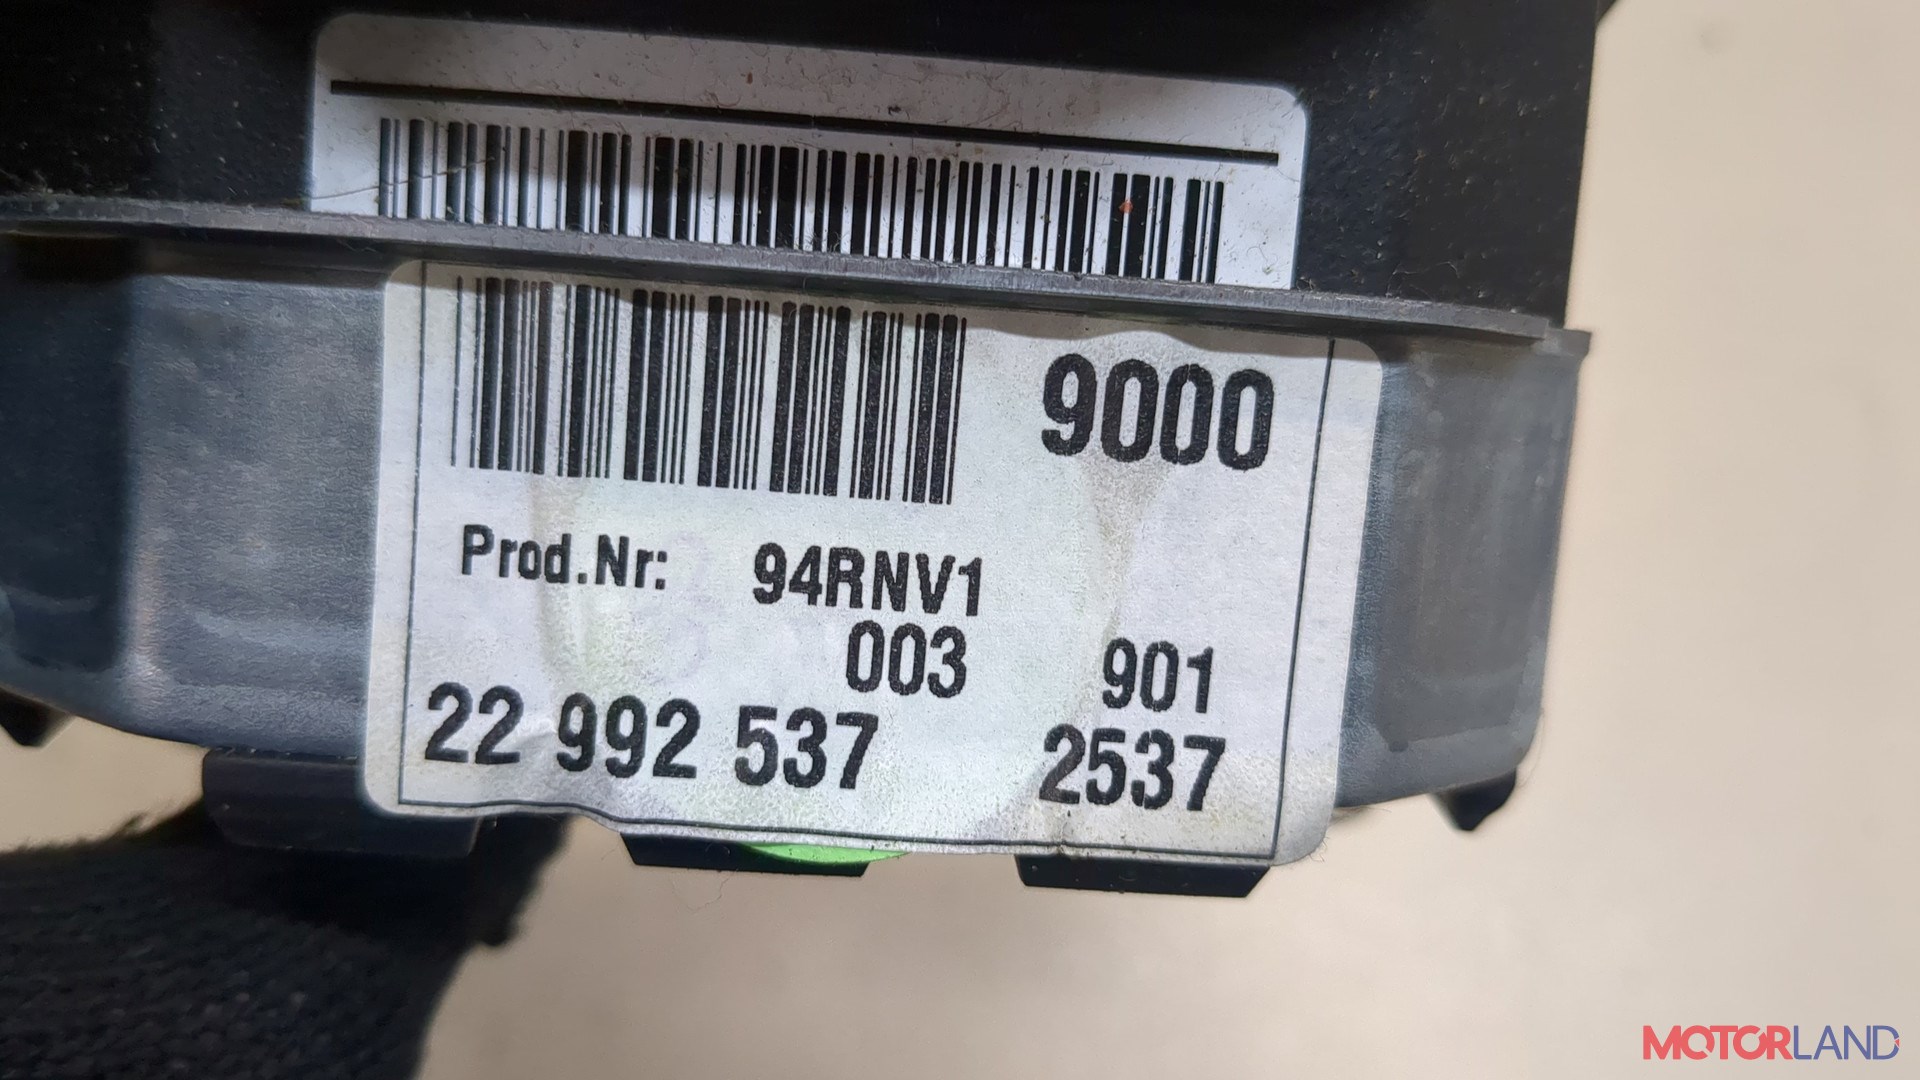 9000
Prod.Nr: 94RNV1
003 901
22 992 537 2537
MOTORLAND